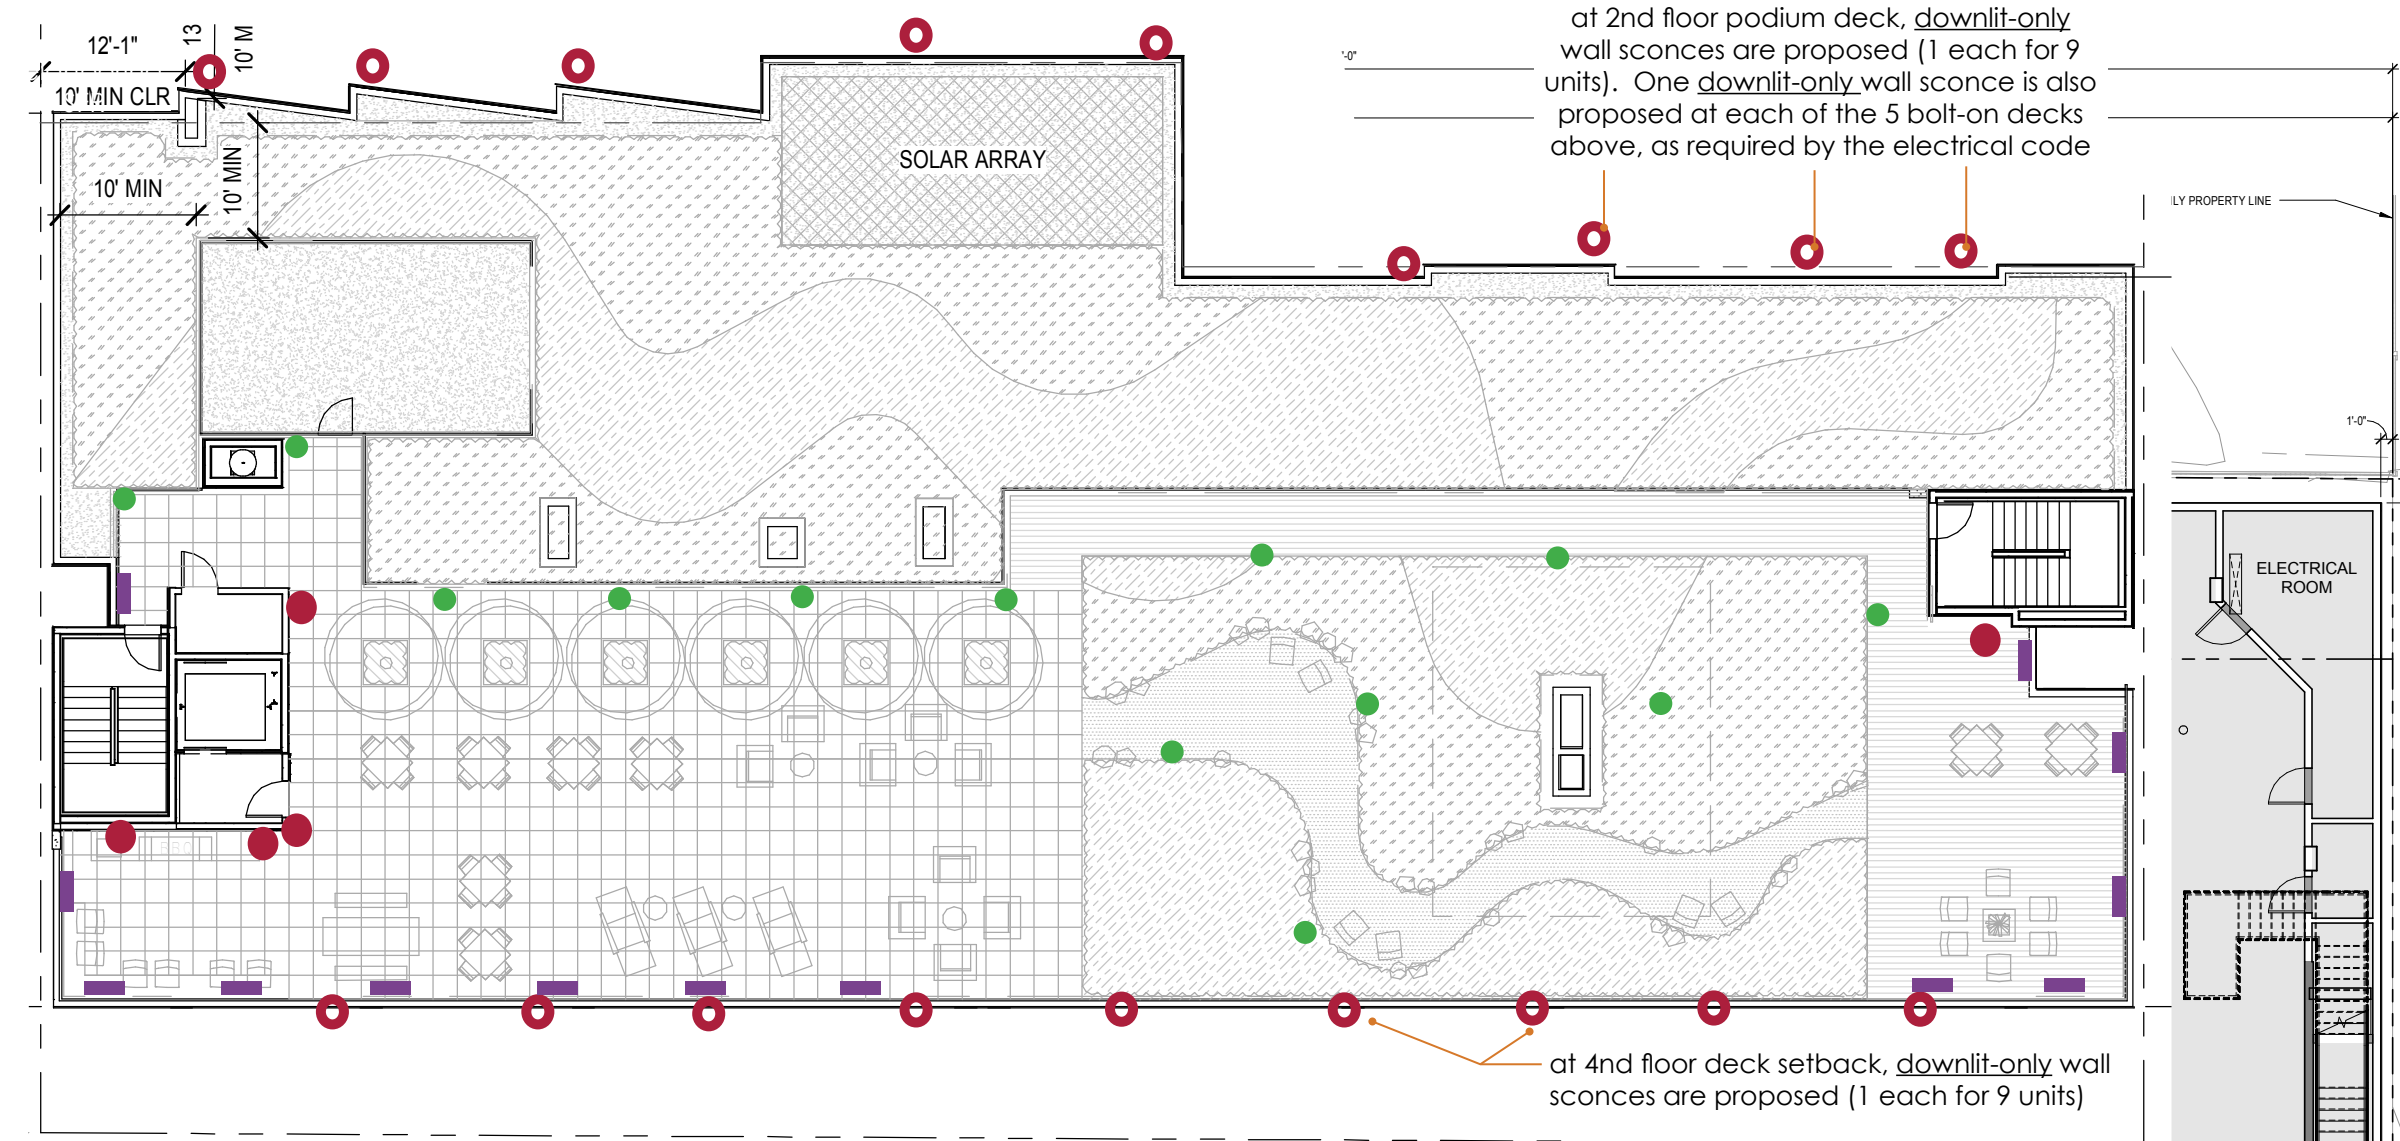 at 2nd floor podium deck, downlit-only
wall sconces are proposed (1 each for 9
units). One downlit-only wall sconce is also
proposed at each of the 5 bolt-on decks
above, as required by the electrical code
12'-1"
13
10' M
10' MIN CLR
10' MIN
10' MIN
SOLAR ARRAY
'-0"
LY PROPERTY LINE
1'-0"
ELECTRICAL
ROOM
BBQ
at 4nd floor deck setback, downlit-only wall
sconces are proposed (1 each for 9 units)